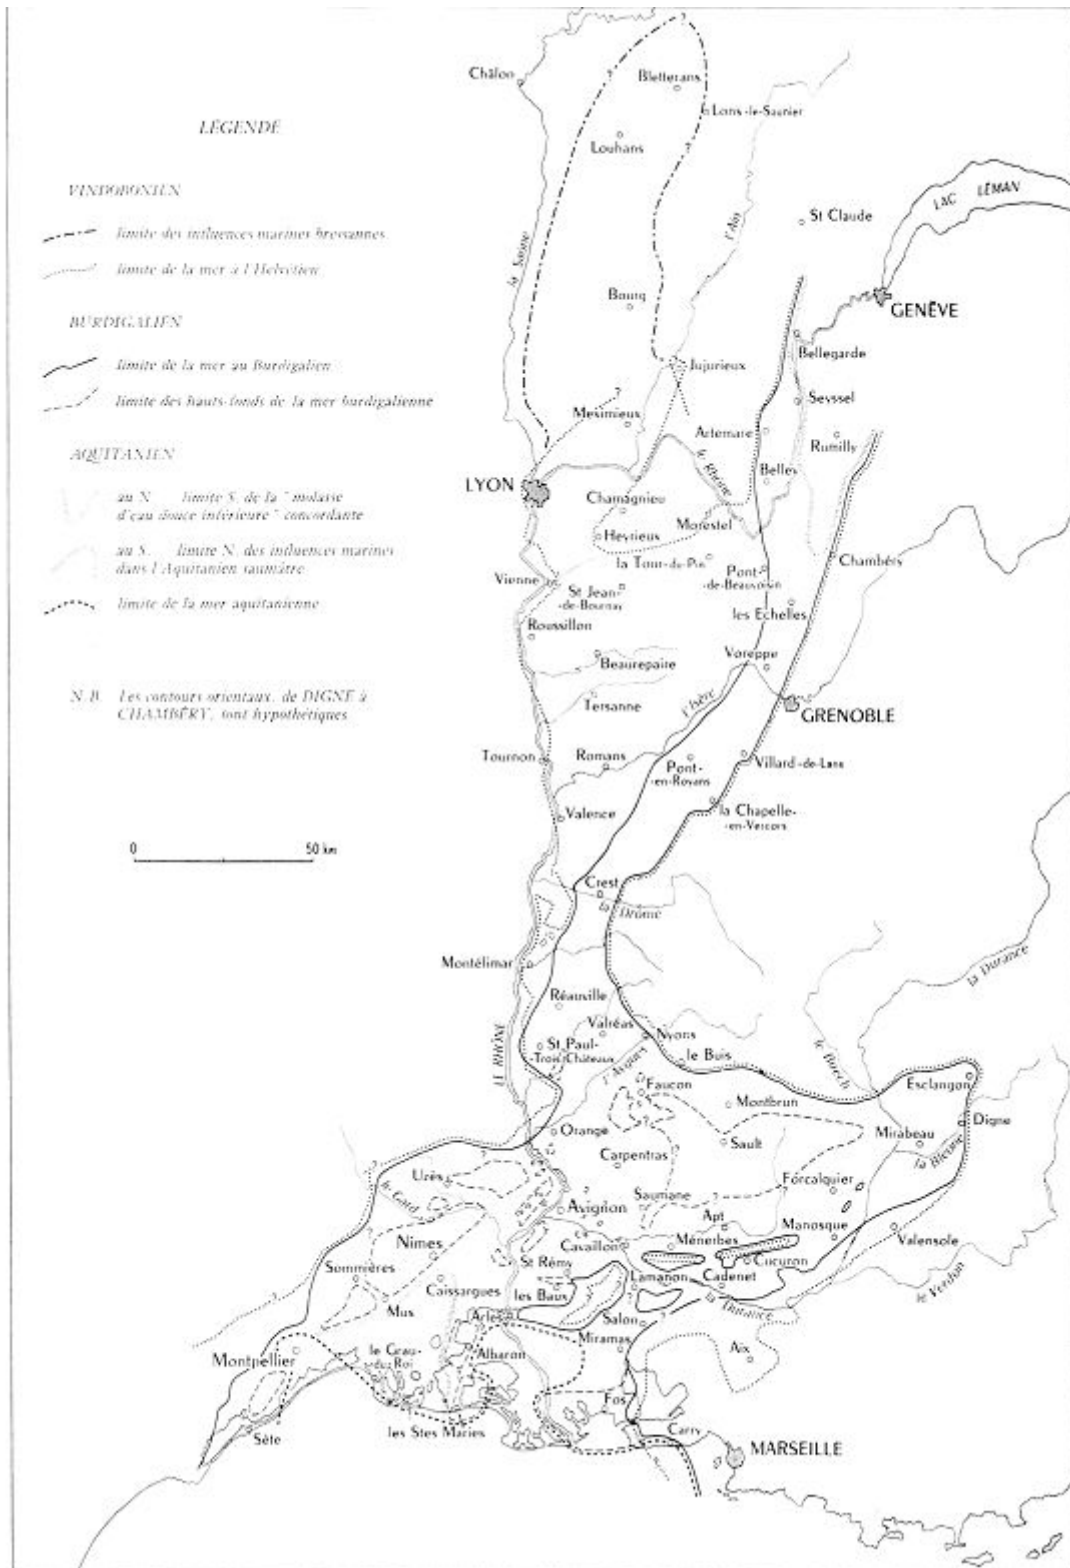 LÉGENDE
VINDOBONIEN
limite des influences marines bressannes
limite de la mer à l'Helvétien
BURDIGALIEN
limite de la mer au Burdigalien
limite des hauts-fonds de la mer burdigalienne
AQUITANIEN
au N. ... limite S. de la "molasse
d'eau douce inférieure" concordante
au S. ... limite N. des influences marines
dans l'Aquitanien saumâtre
limite de la mer aquitanienne
N.B. Les contours orientaux, de DIGNE à
CHAMBÉRY, sont hypothétiques
0 50 km
Châlon
Bletterans
Lons-le-Saunier
Louhans
la Saône
l'Ain
St Claude
LAC LÉMAN
GENÈVE
Bourg
Bellegarde
Jujurieux
Seyssel
Meximieux
Artemare
Rumilly
le Rhône
Belley
LYON
Chamagnieu
Morestel
Heyrieux
la Tour-du-Pin
Chambéry
Vienne
St Jean-
de-Bournay
Pont-
de-Beauvoisin
les Echelles
Roussillon
Beaurepaire
Voreppe
Tersanne
l'Isère
GRENOBLE
Tournon
Romans
Pont-
en-Royans
Villard-de-Lans
Valence
la Chapelle-
en-Vercors
Crest
la Drôme
Montélimar
la Durance
Réauville
LE RHÔNE
Valréas
Nyons
St Paul-
Trois-Châteaux
l'Aygues
le Buis
le Buech
Esclangon
Faucon
Montbrun
Digne
Orange
Sault
Mirabeau
la Bléone
Carpentras
Uzès
le Gard
Forcalquier
Saumane
Avignon
Apt
Manosque
Nîmes
Cavaillon
Ménerbes
Valensole
St Rémy
Cucuron
Sommières
Caissargues
les Baux
Lamanon
Cadenet
la Durance
le Verdon
Mus
Arles
Salon
Montpellier
le Grau-
du-Roi
Albaron
Miramas
Aix
Fos
les Stes Maries
Sète
Carry
MARSEILLE